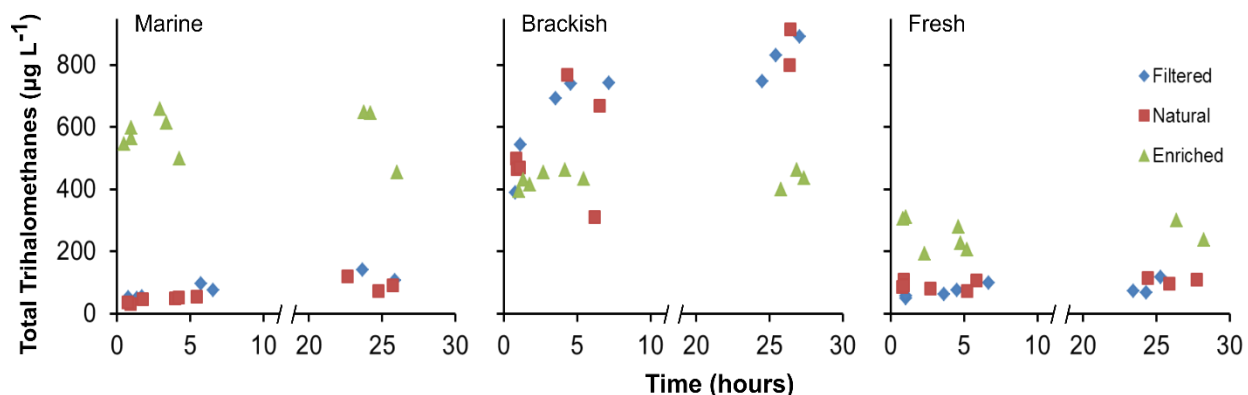 Total Trihalomethanes (µg L⁻¹)
Marine
Brackish
Fresh
Filtered
Natural
Enriched
800
600
400
200
0
0 5 10 20 25 30
0 5 10 20 25 30
0 5 10 20 25 30
Time (hours)